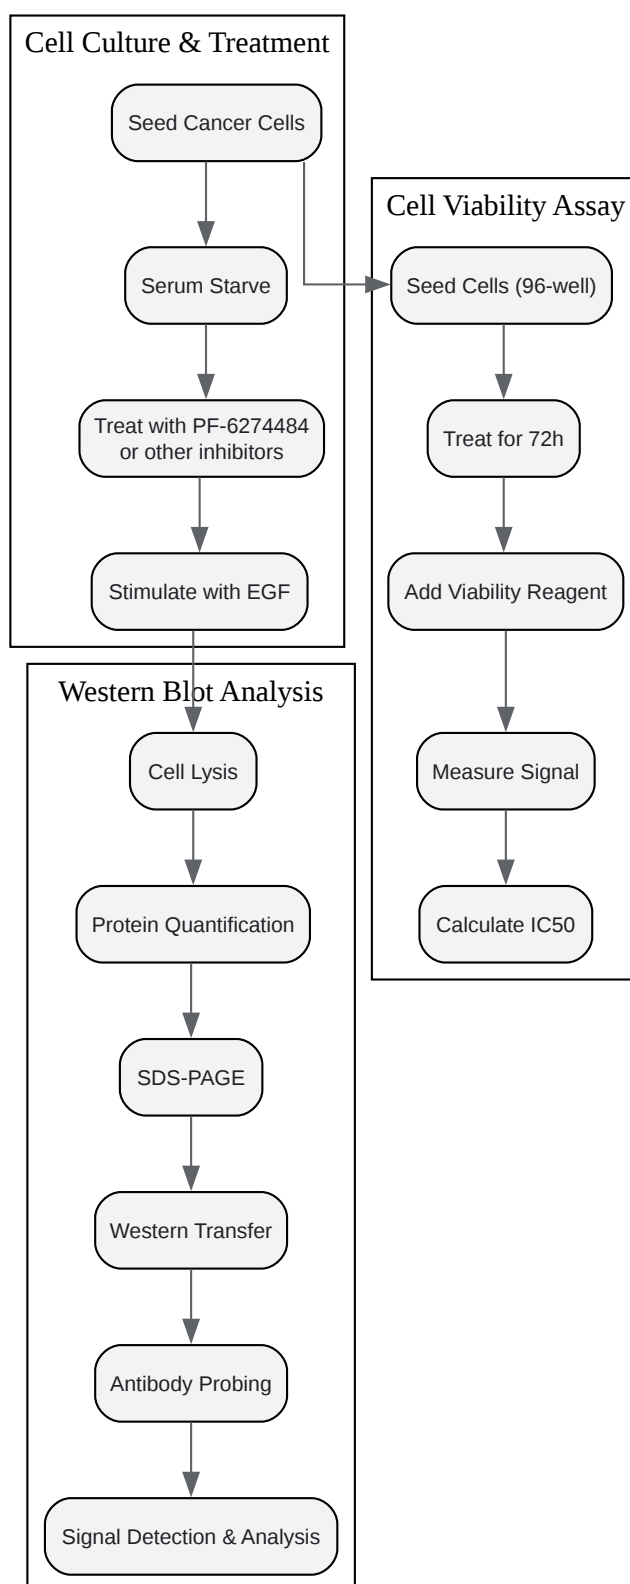 Cell Culture & Treatment
Seed Cancer Cells
Serum Starve
Treat with PF-6274484
or other inhibitors
Stimulate with EGF
Cell Viability Assay
Seed Cells (96-well)
Treat for 72h
Add Viability Reagent
Measure Signal
Calculate IC50
Western Blot Analysis
Cell Lysis
Protein Quantification
SDS-PAGE
Western Transfer
Antibody Probing
Signal Detection & Analysis